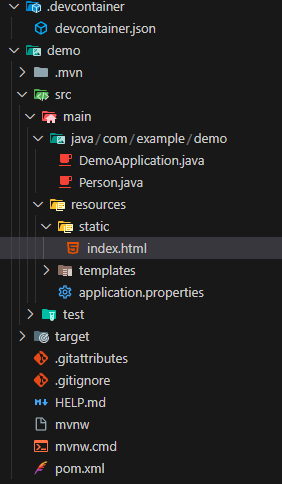 .devcontainer
devcontainer.json
demo
.mvn
src
main
java/com/example/demo
DemoApplication.java
Person.java
resources
static
index.html
templates
application.properties
test
target
.gitattributes
.gitignore
HELP.md
mvnw
mvnw.cmd
pom.xml